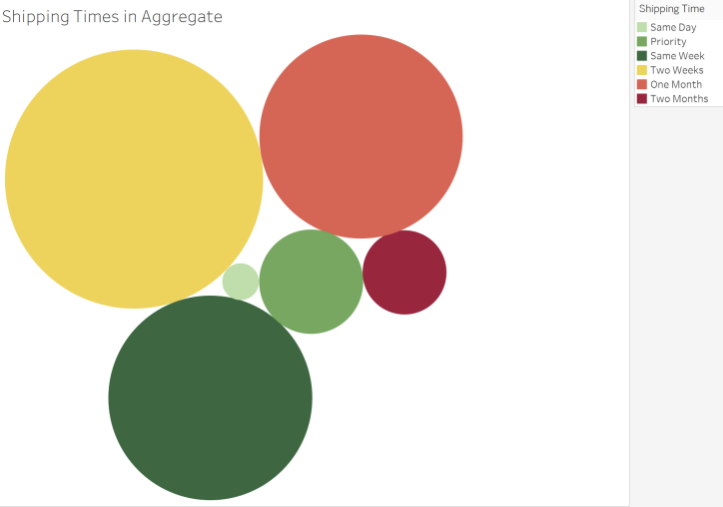 Shipping Times in Aggregate
Shipping Time
Same Day
Priority
Same Week
Two Weeks
One Month
Two Months